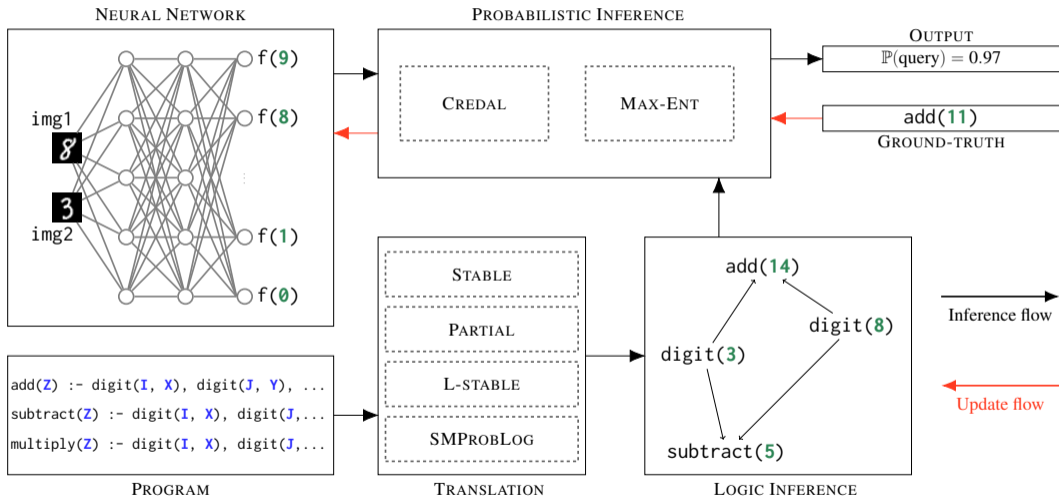 NEURAL NETWORK
img1
8
3
img2
f(9)
f(8)
f(1)
f(0)
PROBABILISTIC INFERENCE
CREDAL
MAX-ENT
OUTPUT
ℙ(query) = 0.97
add(11)
GROUND-TRUTH
add(Z) :- digit(I, X), digit(J, Y), ...
subtract(Z) :- digit(I, X), digit(J,...
multiply(Z) :- digit(I, X), digit(J,...
PROGRAM
STABLE
PARTIAL
L-STABLE
SMPROBLOG
TRANSLATION
add(14)
digit(8)
digit(3)
subtract(5)
LOGIC INFERENCE
Inference flow
Update flow